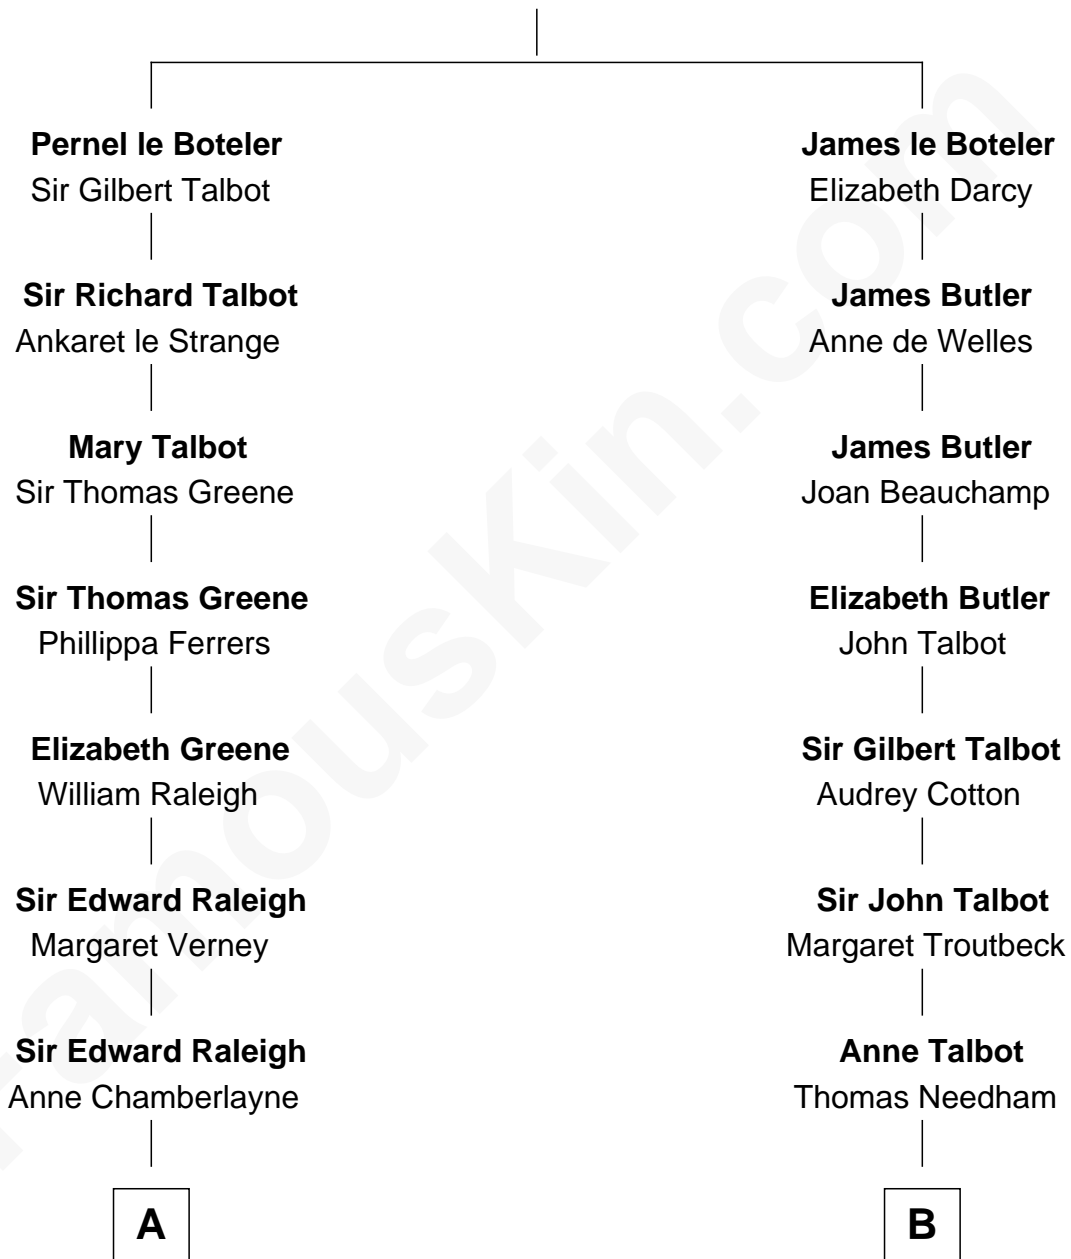 Pernel le Boteler
Sir Gilbert Talbot
Sir Richard Talbot
Ankaret le Strange
Mary Talbot
Sir Thomas Greene
Sir Thomas Greene
Phillippa Ferrers
Elizabeth Greene
William Raleigh
Sir Edward Raleigh
Margaret Verney
Sir Edward Raleigh
Anne Chamberlayne
A
James le Boteler
Elizabeth Darcy
James Butler
Anne de Welles
James Butler
Joan Beauchamp
Elizabeth Butler
John Talbot
Sir Gilbert Talbot
Audrey Cotton
Sir John Talbot
Margaret Troutbeck
Anne Talbot
Thomas Needham
B
FamousKin.com